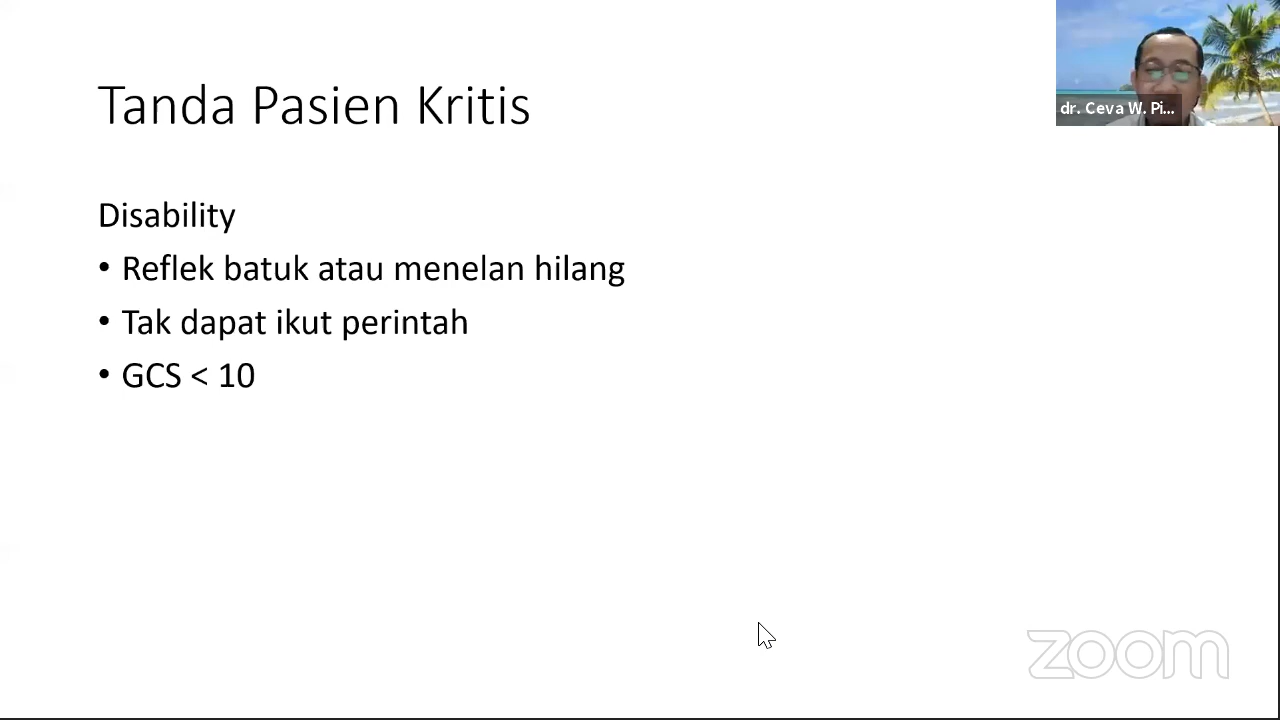 Tanda Pasien Kritis
dr. Ceva W. Pi...
Disability
• Reflek batuk atau menelan hilang
• Tak dapat ikut perintah
• GCS < 10
zoom